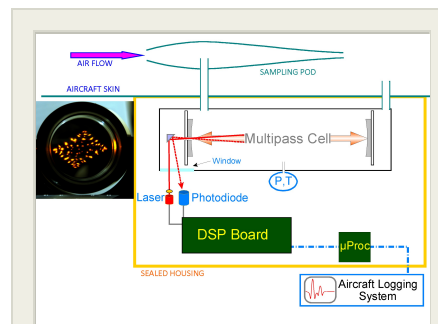 AIR FLOW
SAMPLING POD
AIRCRAFT SKIN
Multipass Cell
Window
P,T
Laser
Photodiode
DSP Board
µProc
SEALED HOUSING
Aircraft Logging
System